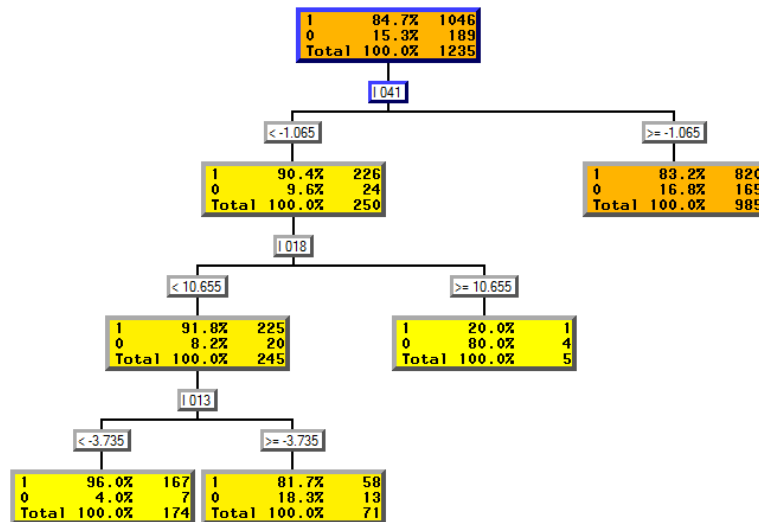 1 84.7% 1046
0 15.3% 189
Total 100.0% 1235
I 041
< -1.065
>= -1.065
1 90.4% 226
0 9.6% 24
Total 100.0% 250
1 83.2% 820
0 16.8% 165
Total 100.0% 985
I 018
< 10.655
>= 10.655
1 91.8% 225
0 8.2% 20
Total 100.0% 245
1 20.0% 1
0 80.0% 4
Total 100.0% 5
I 013
< -3.735
>= -3.735
1 96.0% 167
0 4.0% 7
Total 100.0% 174
1 81.7% 58
0 18.3% 13
Total 100.0% 71